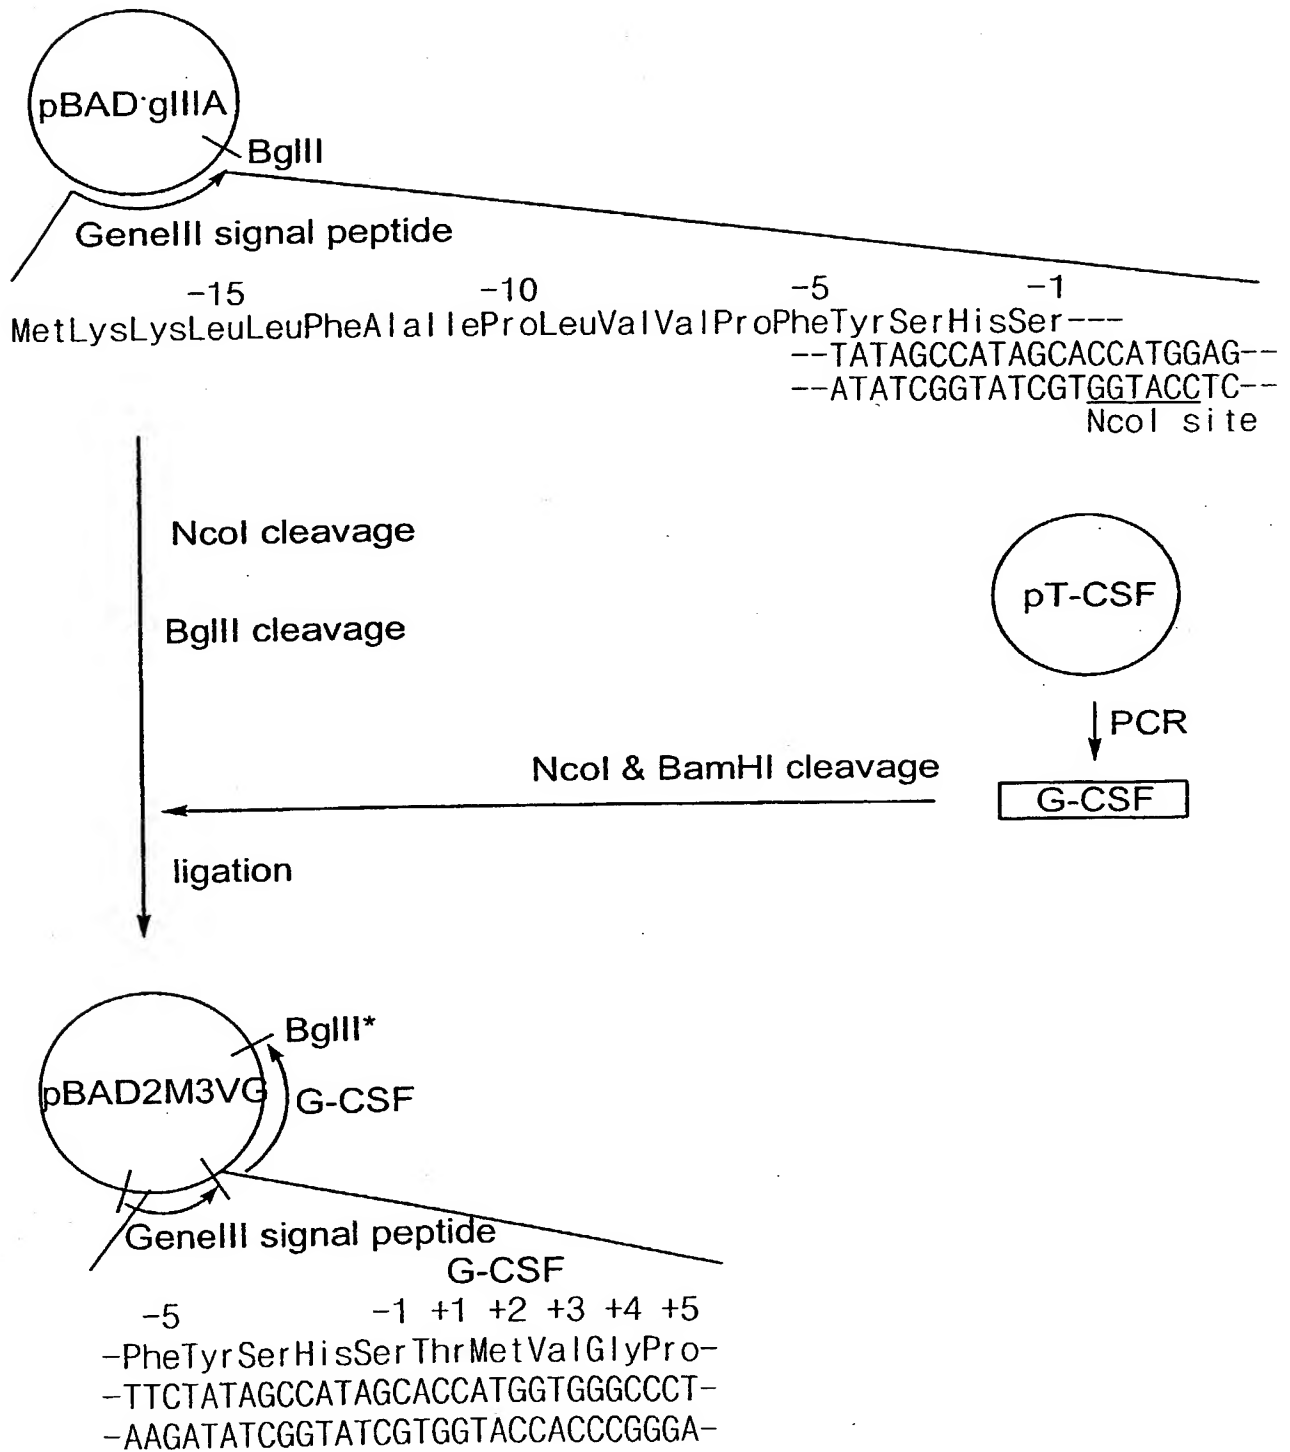 pBAD·gIIIA
BglII
GeneIII signal peptide
-15 -10 -5 -1
MetLysLysLeuLeuPheAlaIleProLeuValValProPheTyrSerHisSer---
--TATAGCCATAGCACCATGGAG--
--ATATCGGTATCGTGGTACCTC--
NcoI site
NcoI cleavage
BglII cleavage
pT-CSF
PCR
NcoI & BamHI cleavage
G-CSF
ligation
BglII*
pBAD2M3VG
G-CSF
GeneIII signal peptide
G-CSF
-5 -1 +1 +2 +3 +4 +5
-PheTyrSerHisSerThrMetValGlyPro-
-TTCTATAGCCATAGCACCATGGTGGGCCCT-
-AAGATATCGGTATCGTGGTACCACCCGGGA-